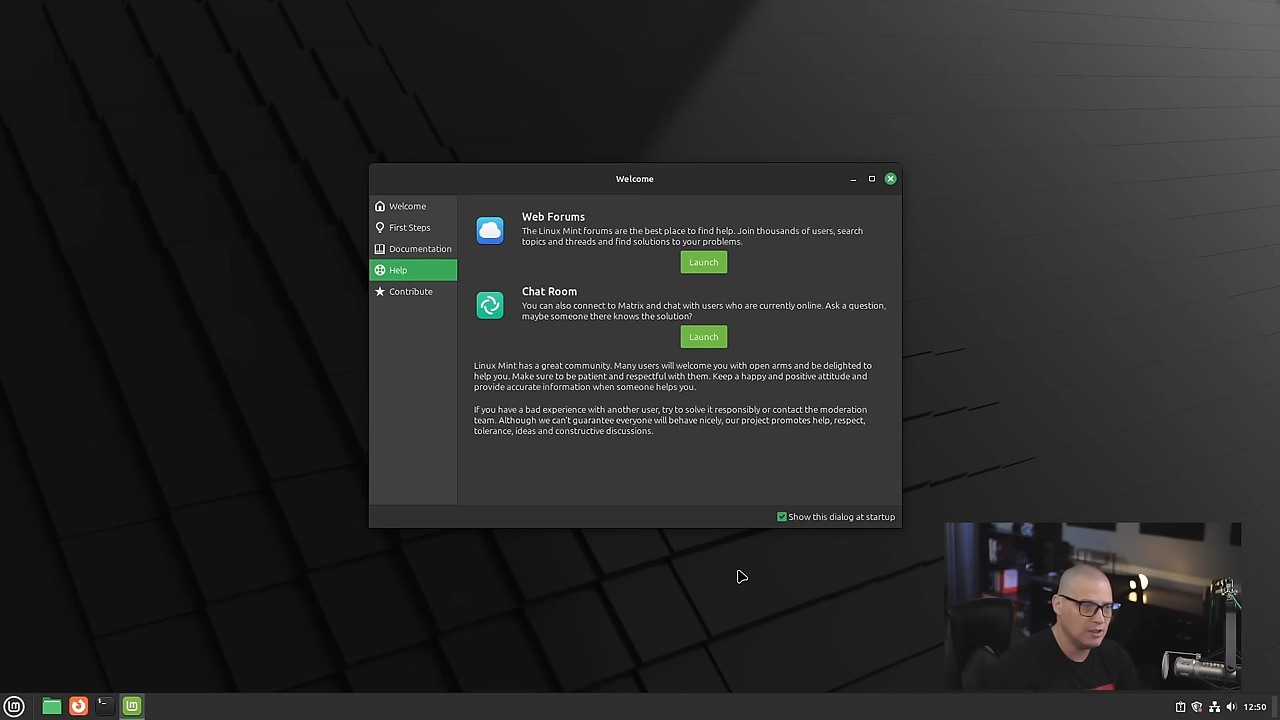 Welcome
Welcome
First Steps
Documentation
Help
Contribute
Web Forums
The Linux Mint forums are the best place to find help. Join thousands of users, search
topics and threads and find solutions to your problems.
Launch
Chat Room
You can also connect to Matrix and chat with users who are currently online. Ask a question,
maybe someone there knows the solution?
Launch
Linux Mint has a great community. Many users will welcome you with open arms and be delighted to
help you. Make sure to be patient and respectful with them. Keep a happy and positive attitude and
provide accurate information when someone helps you.
If you have a bad experience with another user, try to solve it responsibly or contact the moderation
team. Although we can't guarantee everyone will behave nicely, our project promotes help, respect,
tolerance, ideas and constructive discussions.
Show this dialog at startup
12:50